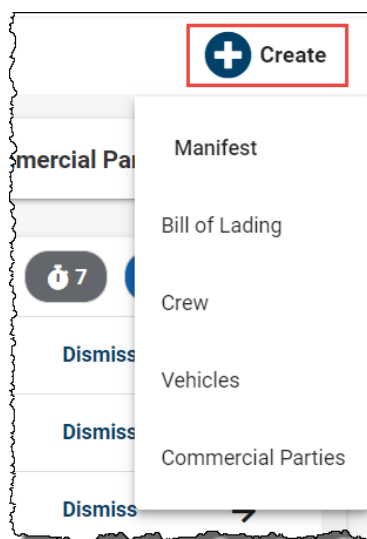 Create
Manifest
mercial Par
Bill of Lading
7
Crew
Dismiss
Vehicles
Dismiss
Commercial Parties
Dismiss